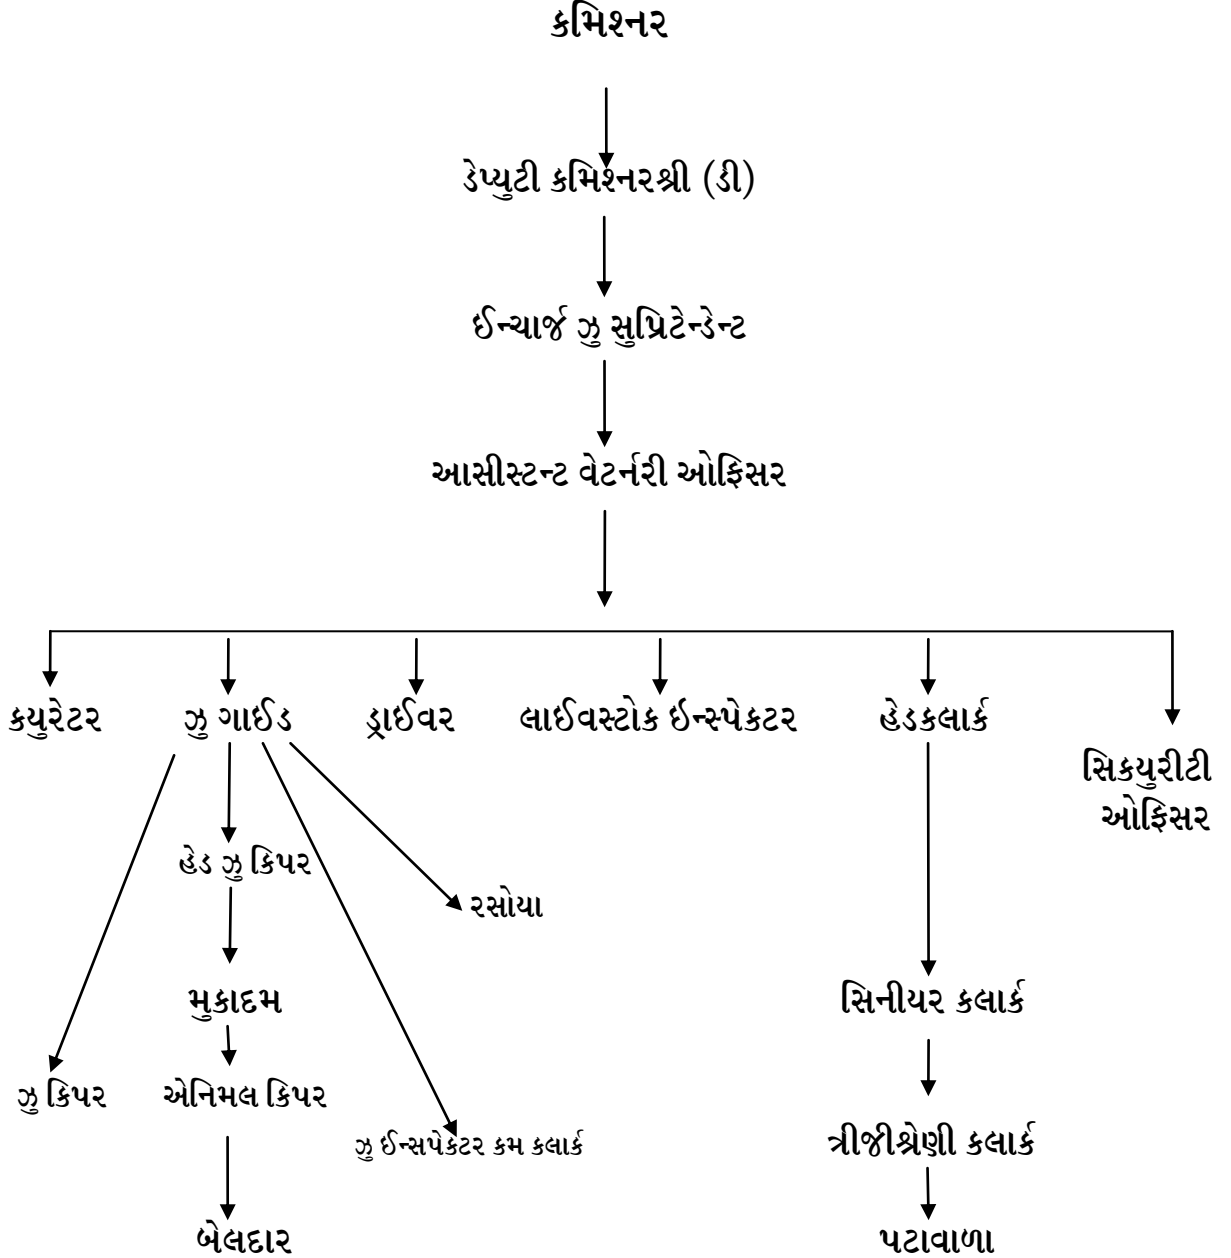 કમિશ્નર
ડેપ્યુટી કમિશ્નરશ્રી (ડી)
ઈન્ચાર્જ ઝુ સુપ્રિટેન્ડેન્ટ
આસીસ્ટન્ટ વેટર્નરી ઓફિસર
કયુરેટર
ઝુ ગાઈડ
ડ્રાઈવર
લાઈવસ્ટોક ઇન્સ્પેકટર
હેડકલાર્ક
સિકયુરીટી
ઓફિસર
હેડ ઝુ કિપર
રસોયા
મુકાદમ
સિનીયર કલાર્ક
ઝુ કિપર
એનિમલ કિપર
ઝુ ઈન્સપેકટર કમ કલાર્ક
ત્રીજીશ્રેણી કલાર્ક
બેલદાર
પટાવાળા